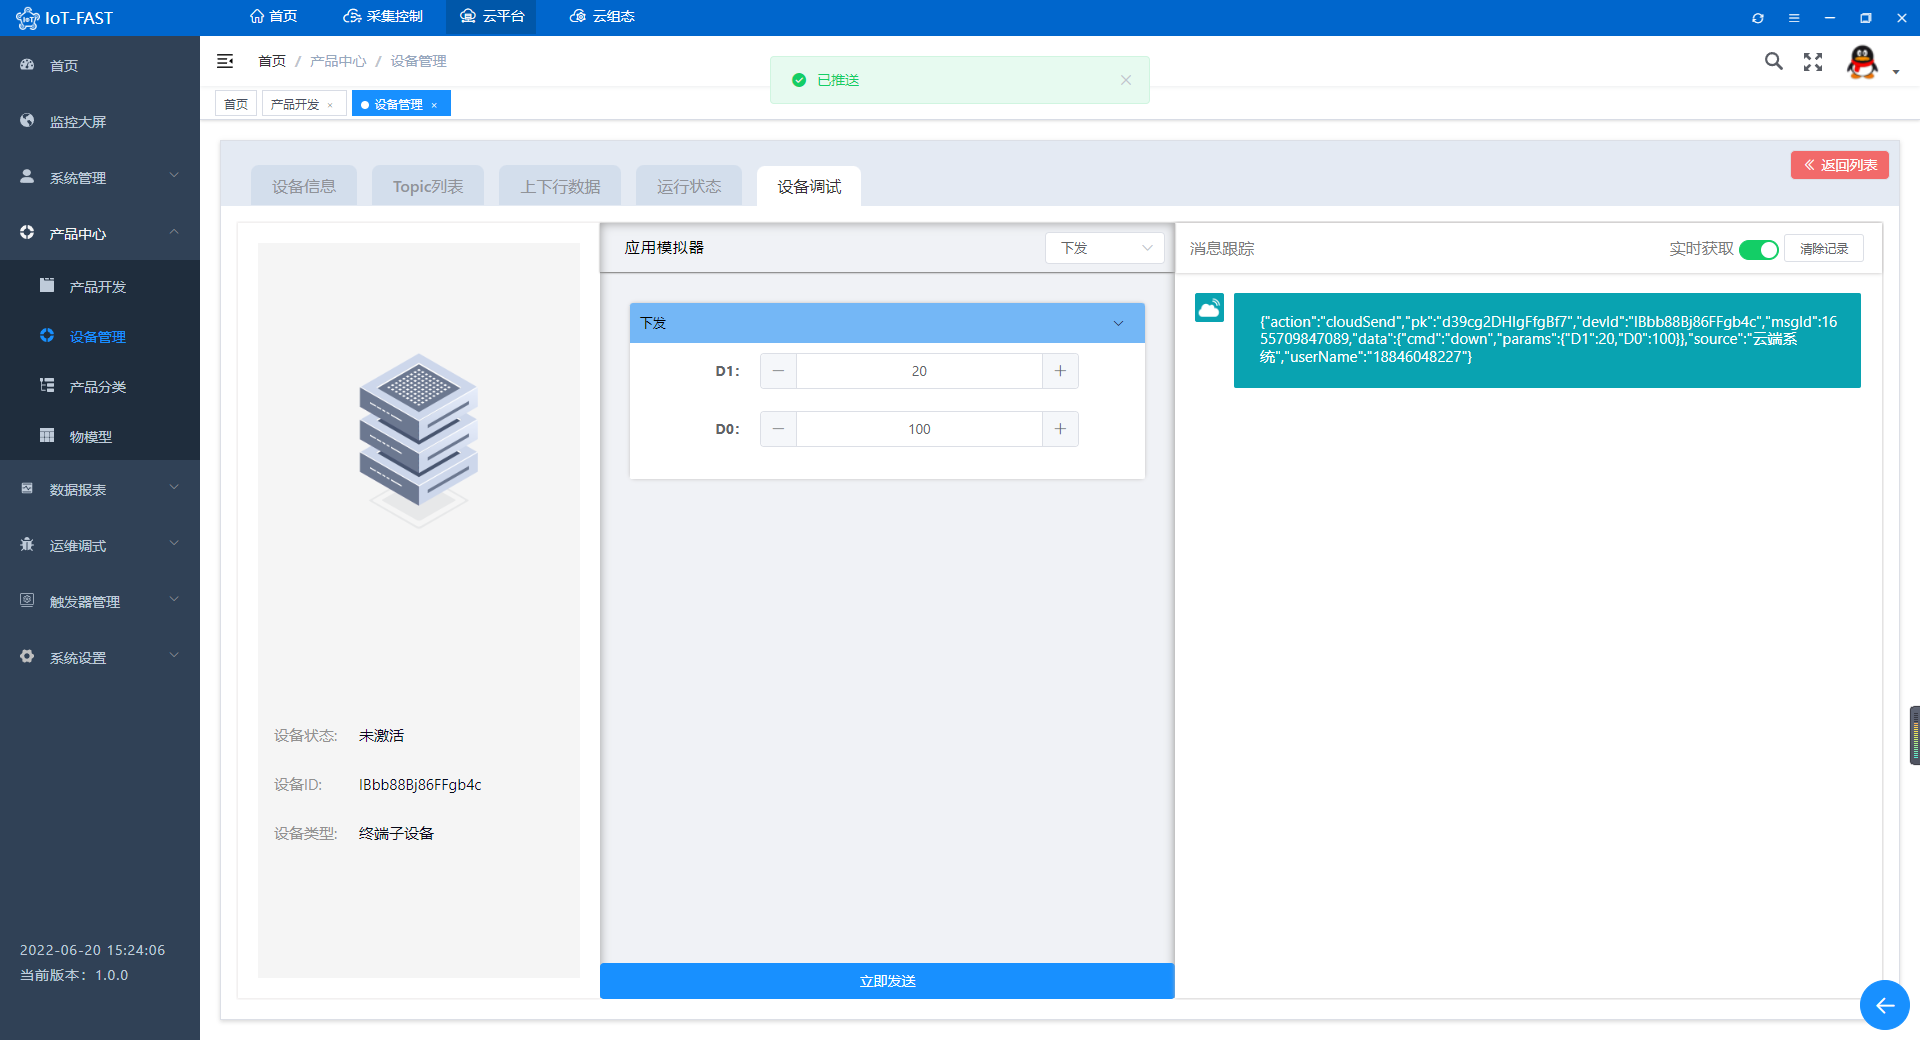 IoT-FAST
首页
采集控制
云平台
云组态
首页
监控大屏
系统管理
产品中心
产品开发
设备管理
产品分类
物模型
数据报表
运维调式
触发器管理
系统设置
2022-06-20 15:24:06
当前版本：1.0.0
首页 / 产品中心 / 设备管理
已推送
首页
产品开发
设备管理
返回列表
设备信息
Topic列表
上下行数据
运行状态
设备调试
设备状态: 未激活
设备ID: IBbb88Bj86FFgb4c
设备类型: 终端子设备
应用模拟器
下发
下发
D1: 20
D0: 100
立即发送
消息跟踪
实时获取
清除记录
{"action":"cloudSend","pk":"d39cg2DHIgFfgBf7","devId":"IBbb88Bj86FFgb4c","msgId":16
55709847089,"data":{"cmd":"down","params":{"D1":20,"D0":100}},"source":"云端系
统","userName":"18846048227"}